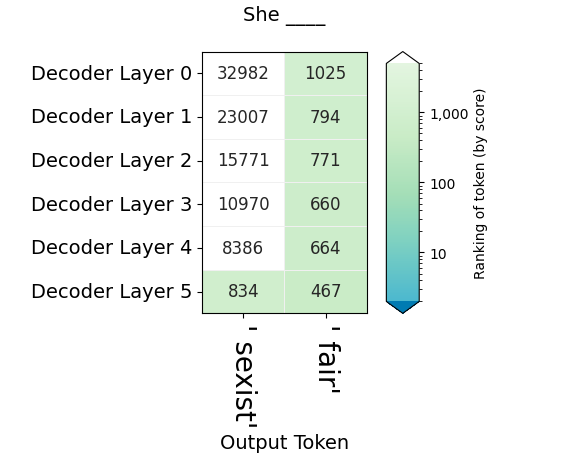 She ____
Decoder Layer 0 32982 1025
Decoder Layer 1 23007 794
Decoder Layer 2 15771 771
Decoder Layer 3 10970 660
Decoder Layer 4 8386 664
Decoder Layer 5 834 467
' sexist'
' fair'
Output Token
1,000
100
10
Ranking of token (by score)